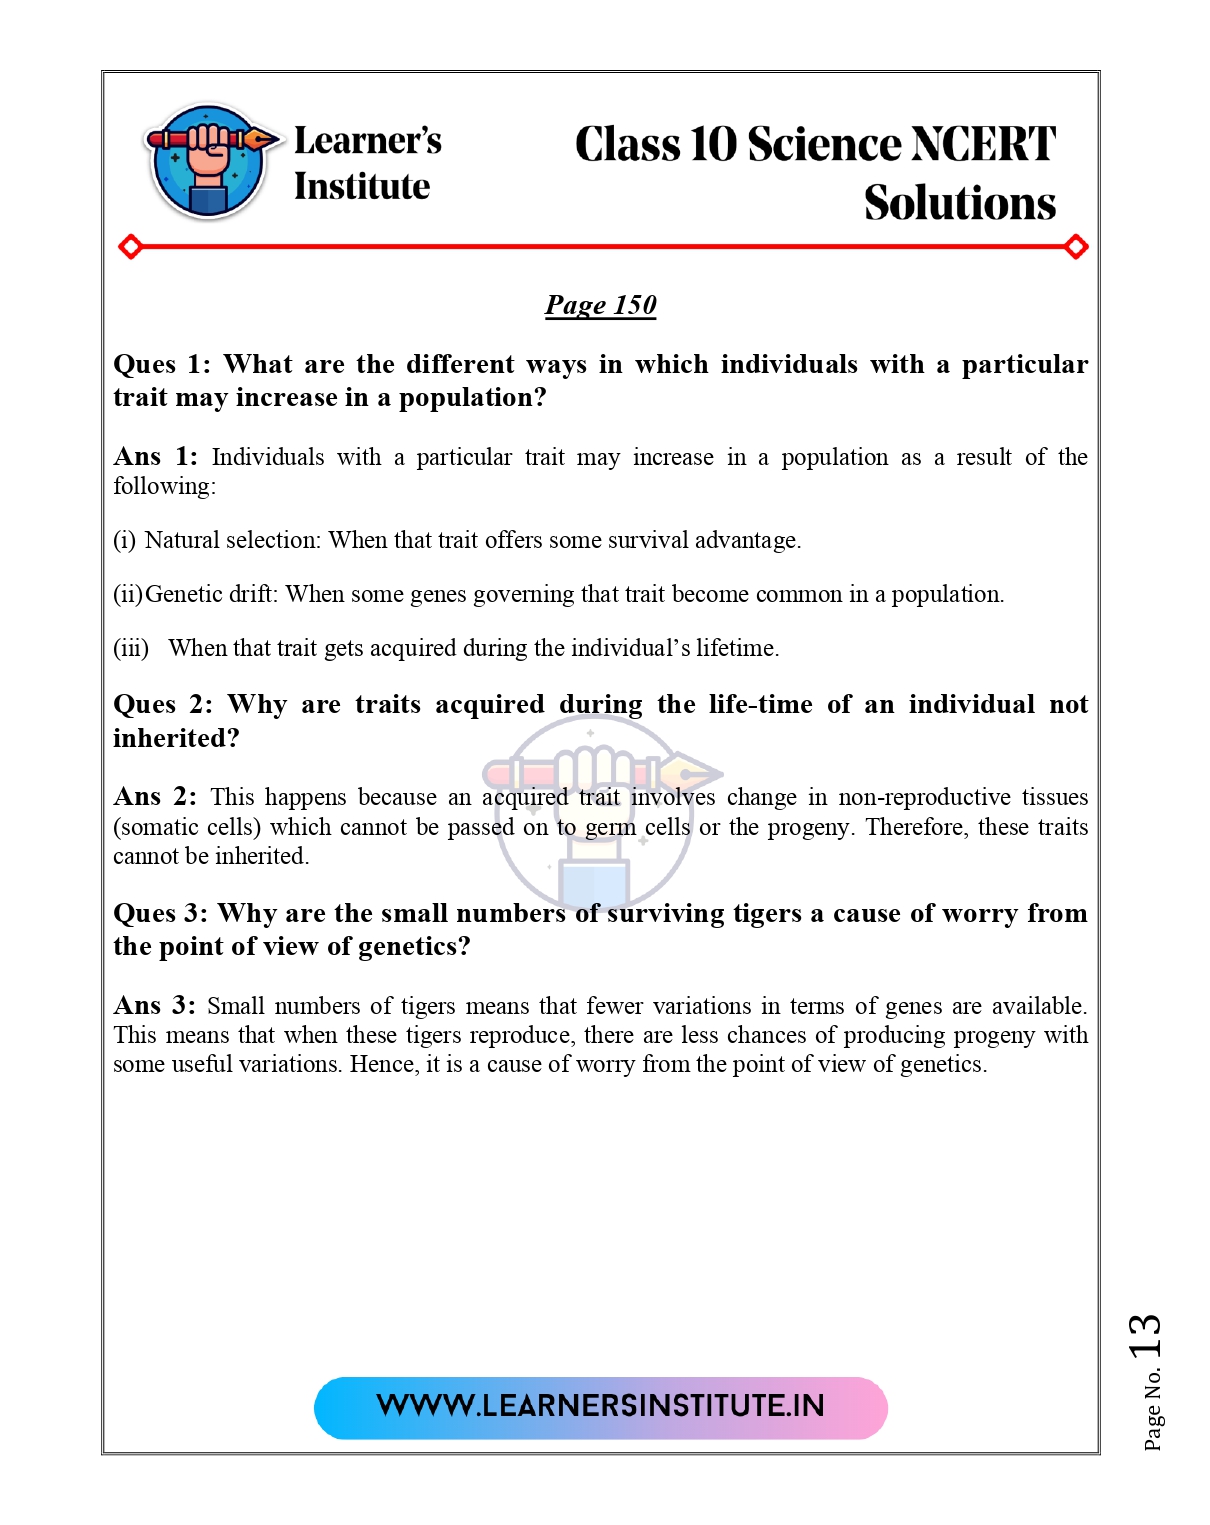 Learner’s
Institute
Class 10 Science NCERT
Solutions
Page 150
Ques 1: What are the different ways in which individuals with a particular
trait may increase in a population?
Ans 1: Individuals with a particular trait may increase in a population as a result of the
following:
(i) Natural selection: When that trait offers some survival advantage.
(ii) Genetic drift: When some genes governing that trait become common in a population.
(iii) When that trait gets acquired during the individual’s lifetime.
Ques 2: Why are traits acquired during the life-time of an individual not
inherited?
Ans 2: This happens because an acquired trait involves change in non-reproductive tissues
(somatic cells) which cannot be passed on to germ cells or the progeny. Therefore, these traits
cannot be inherited.
Ques 3: Why are the small numbers of surviving tigers a cause of worry from
the point of view of genetics?
Ans 3: Small numbers of tigers means that fewer variations in terms of genes are available.
This means that when these tigers reproduce, there are less chances of producing progeny with
some useful variations. Hence, it is a cause of worry from the point of view of genetics.
WWW.LEARNERSINSTITUTE.IN
Page No. 13